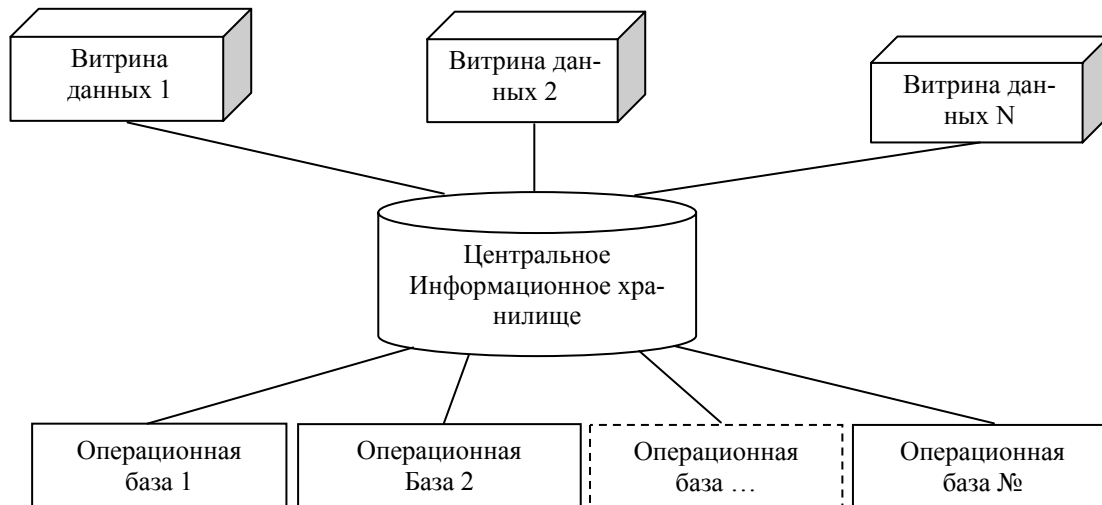 Витрина
данных 1
Витрина дан-
ных 2
Витрина дан-
ных N
Центральное
Информационное хра-
нилище
Операционная
база 1
Операционная
База 2
Операционная
база …
Операционная
база №